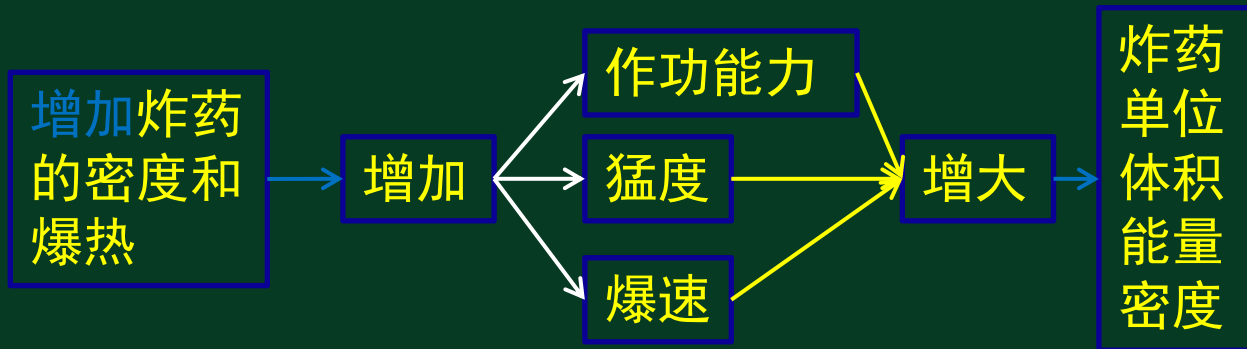 增加炸药
的密度和
爆热
增加
作功能力
猛度
爆速
增大
炸药
单位
体积
能量
密度